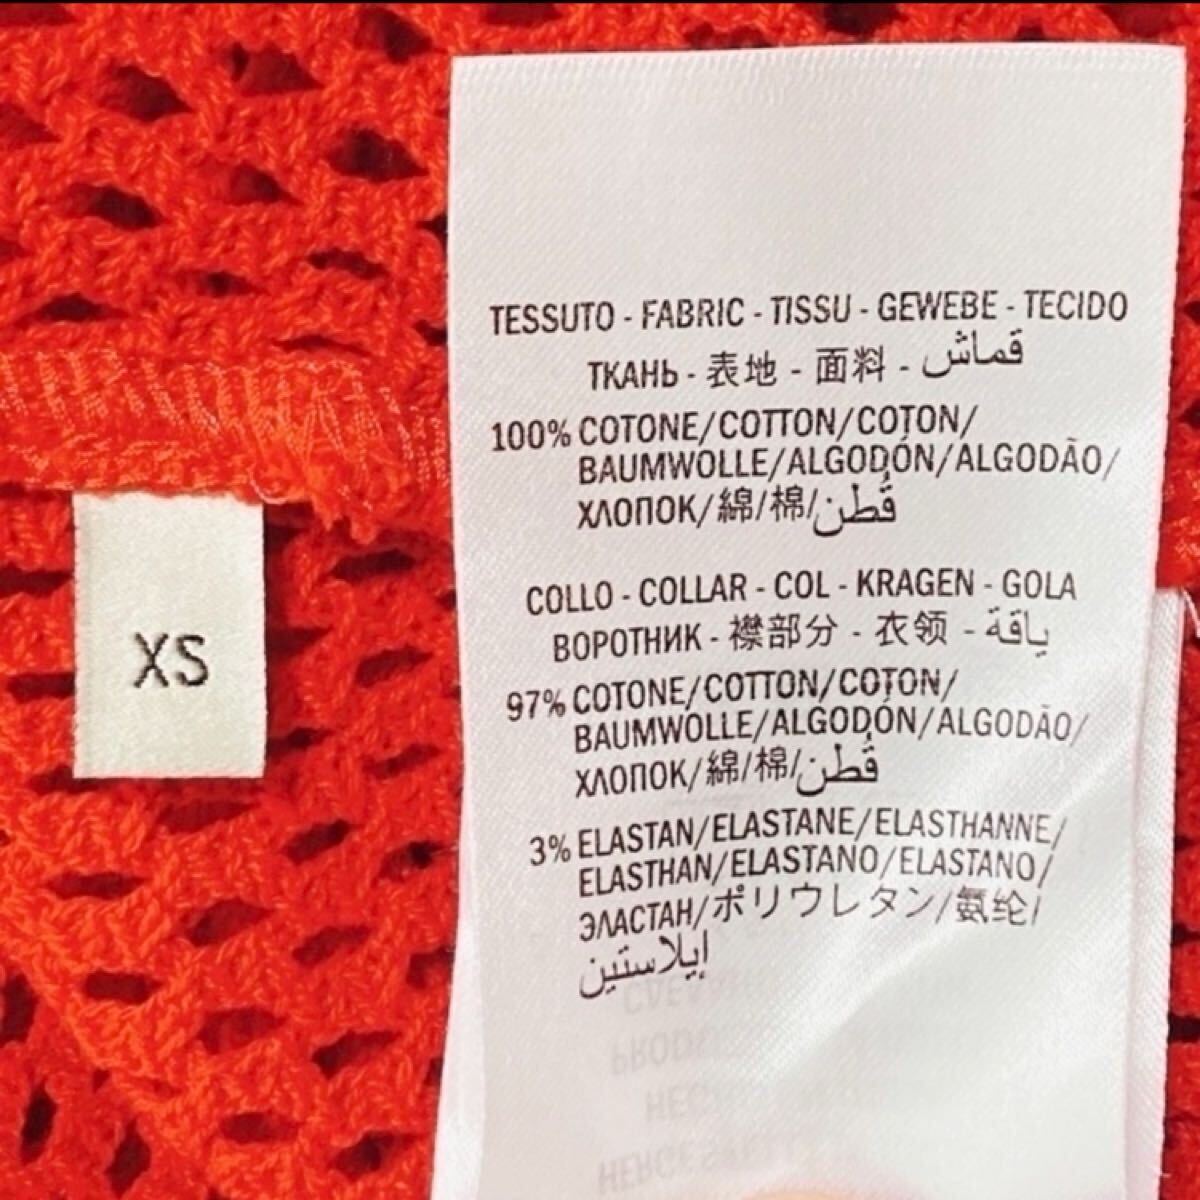 TESSUTO - FABRIC - TISSU - GEWEBE - TECIDO
ТКАНЬ - 表地 - 面料 - قماش
100% COTONE/COTTON/COTON/
BAUMWOLLE/ALGODÓN/ALGODÃO/
ХЛОПОК/綿/棉/قُطن
COLLO - COLLAR - COL - KRAGEN - GOLA
ВОРОТНИК - 襟部分 - 衣领 - ياقة
97% COTONE/COTTON/COTON/
BAUMWOLLE/ALGODÓN/ALGODÃO/
ХЛОПОК/綿/棉/قُطن
3% ELASTAN/ELASTANE/ELASTHANNE/
ELASTHAN/ELASTANO/ELASTANO/
ЭЛАСТАН/ポリウレタン/氨纶/
إيلاستين
XS